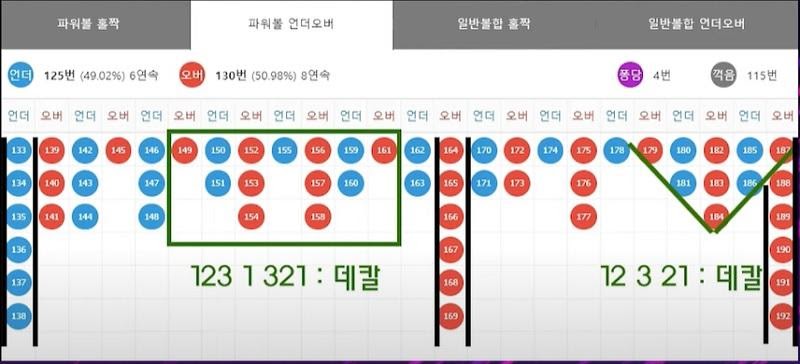 파워볼 홀짝 파워볼 언더오버 일반볼합 홀짝 일반볼합 언더오버
언더 125번 (49.02%) 6연속 오버 130번 (50.98%) 8연속 퐁당 4번 꺽음 115번
언더 오버 언더 오버 언더 오버 언더 오버 언더 오버 언더 오버 언더 오버 언더 오버 언더 오버 언더 오버 언더 오버 언더 오버
133 139 142 145 146 149 150 152 155 156 159 161 162 164 170 172 174 175 178 179 180 182 185 187
134 140 143 147 151 153 157 160 163 165 171 173 176 181 183 186 188
135 141 144 148 154 158 166 177 184 189
136 167 190
137 168 191
138 169 192
123 1 321 : 데칼 12 3 21 : 데칼